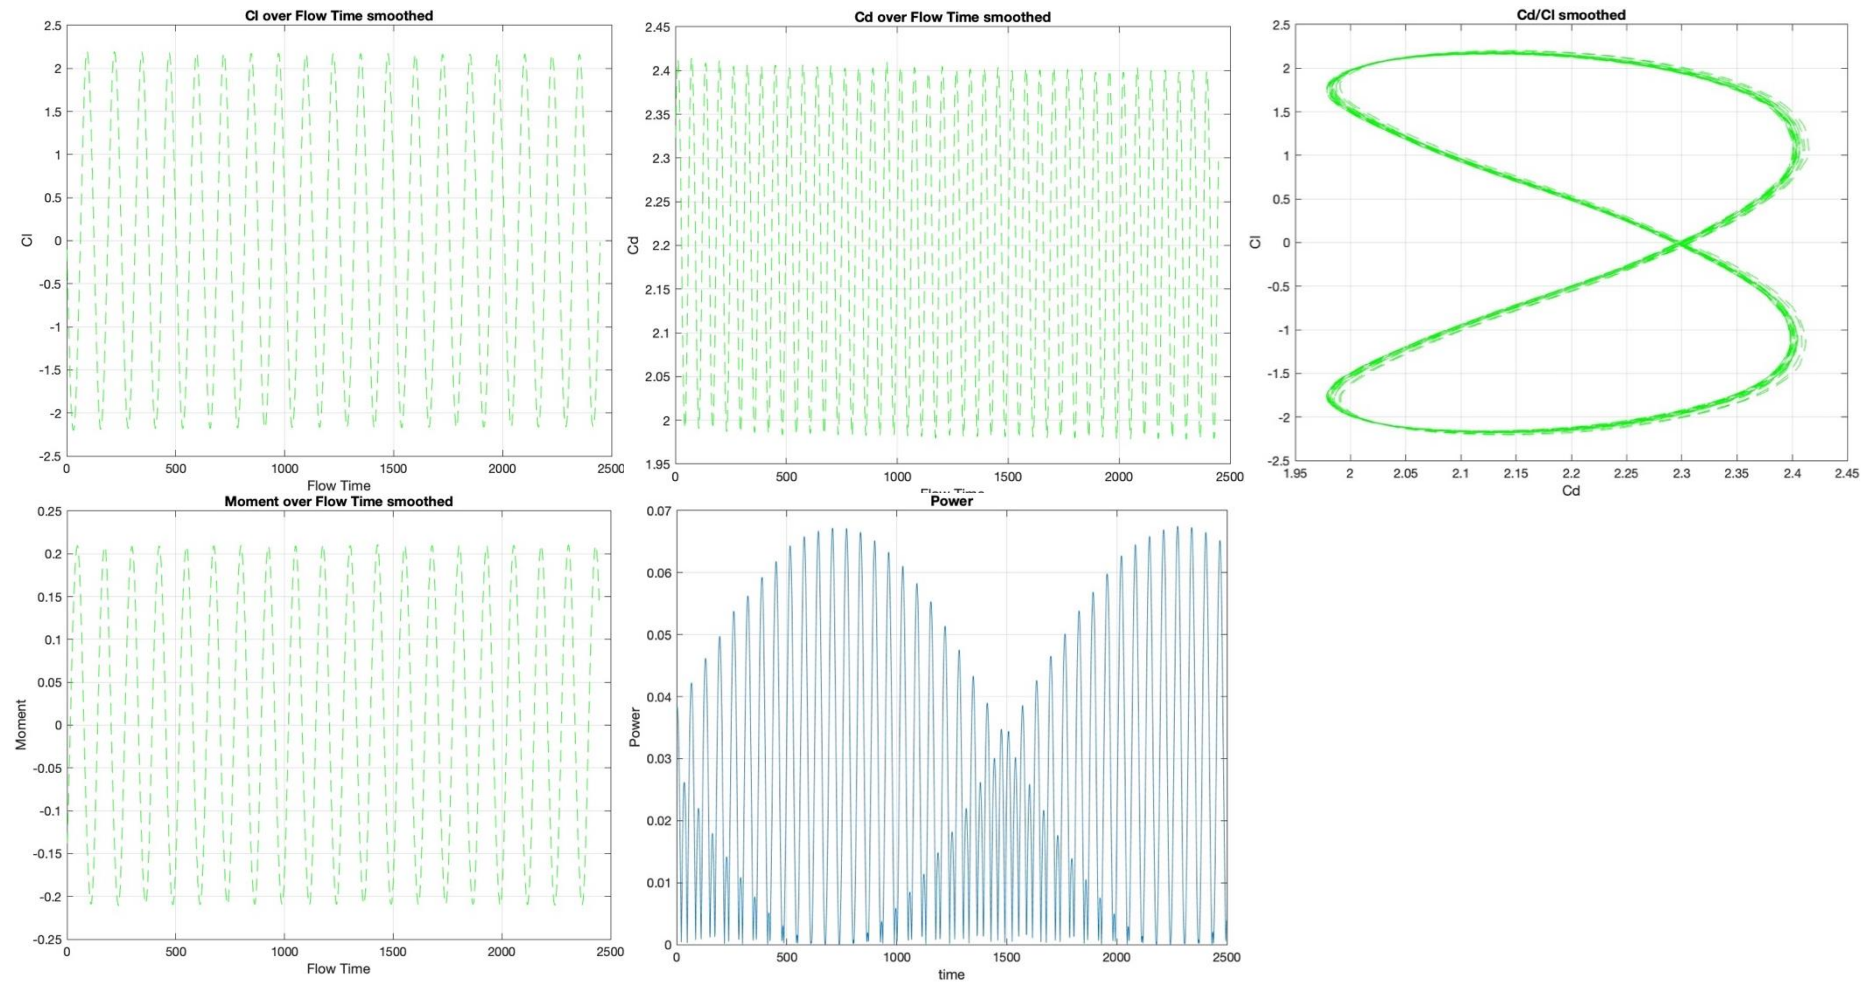 Cl over Flow Time smoothed
2.5
2
1.5
1
0.5
0
-0.5
-1
-1.5
-2
-2.5
Cl
0 500 1000 1500 2000 2500
Flow Time
Cd over Flow Time smoothed
2.45
2.4
2.35
2.3
2.25
2.2
2.15
2.1
2.05
2
1.95
Cd
0 500 1000 1500 2000 2500
Flow Time
Cd/Cl smoothed
2.5
2
1.5
1
0.5
0
-0.5
-1
-1.5
-2
-2.5
Cl
1.95 2 2.05 2.1 2.15 2.2 2.25 2.3 2.35 2.4 2.45
Cd
Moment over Flow Time smoothed
0.25
0.2
0.15
0.1
0.05
0
-0.05
-0.1
-0.15
-0.2
-0.25
Moment
0 500 1000 1500 2000 2500
Flow Time
Power
0.07
0.06
0.05
0.04
0.03
0.02
0.01
0
Power
0 500 1000 1500 2000 2500
time